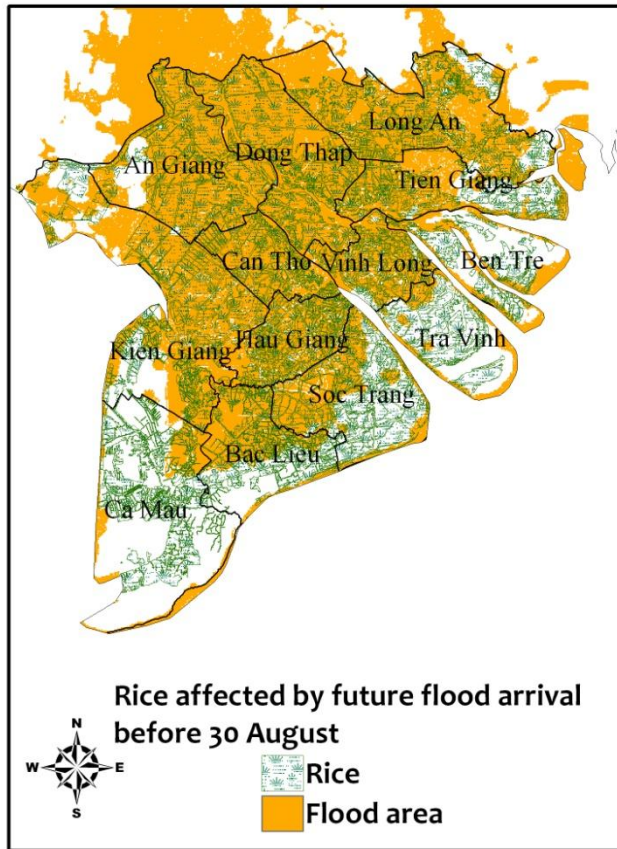 Long An
An Giang
Dong Thap
Tien Giang
Can Tho
Vinh Long
Ben Tre
Kien Giang
Hau Giang
Tra Vinh
Soc Trang
Bac Lieu
Ca Mau
Rice affected by future flood arrival
before 30 August
N
W E
S
Rice
Flood area